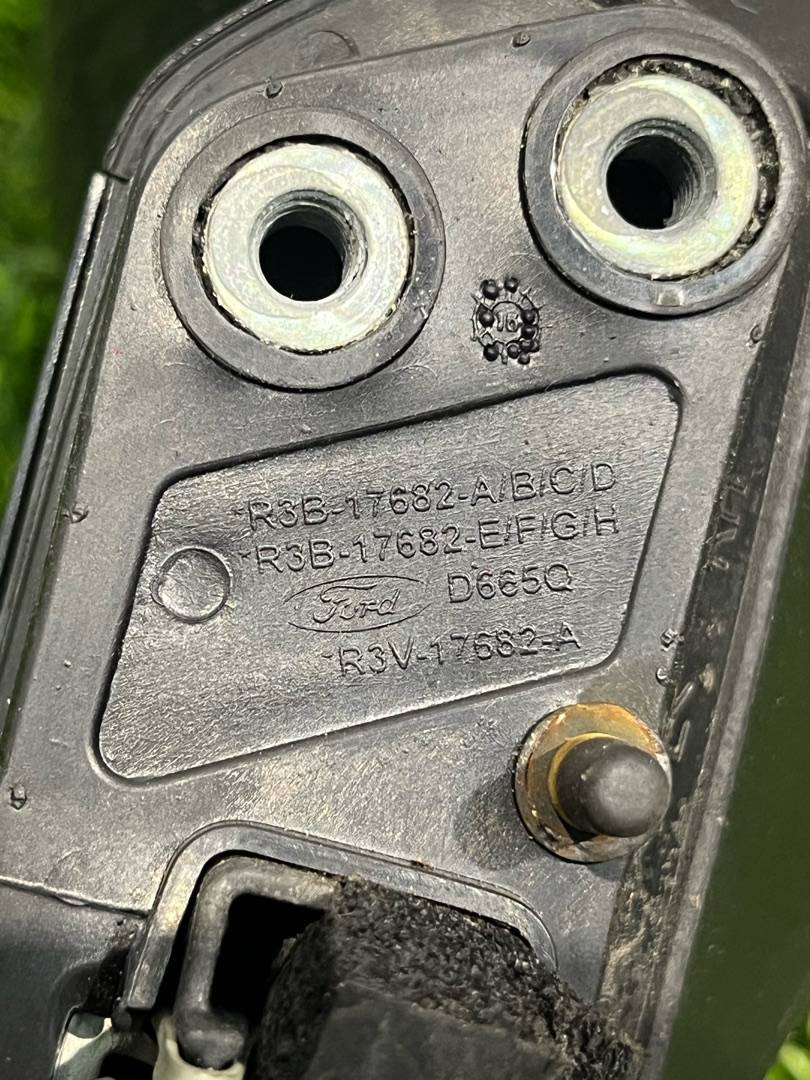 *R3B-17682-A/B/C/D
*R3B-17682-E/F/G/H
Ford D665Q
*R3V-17682-A